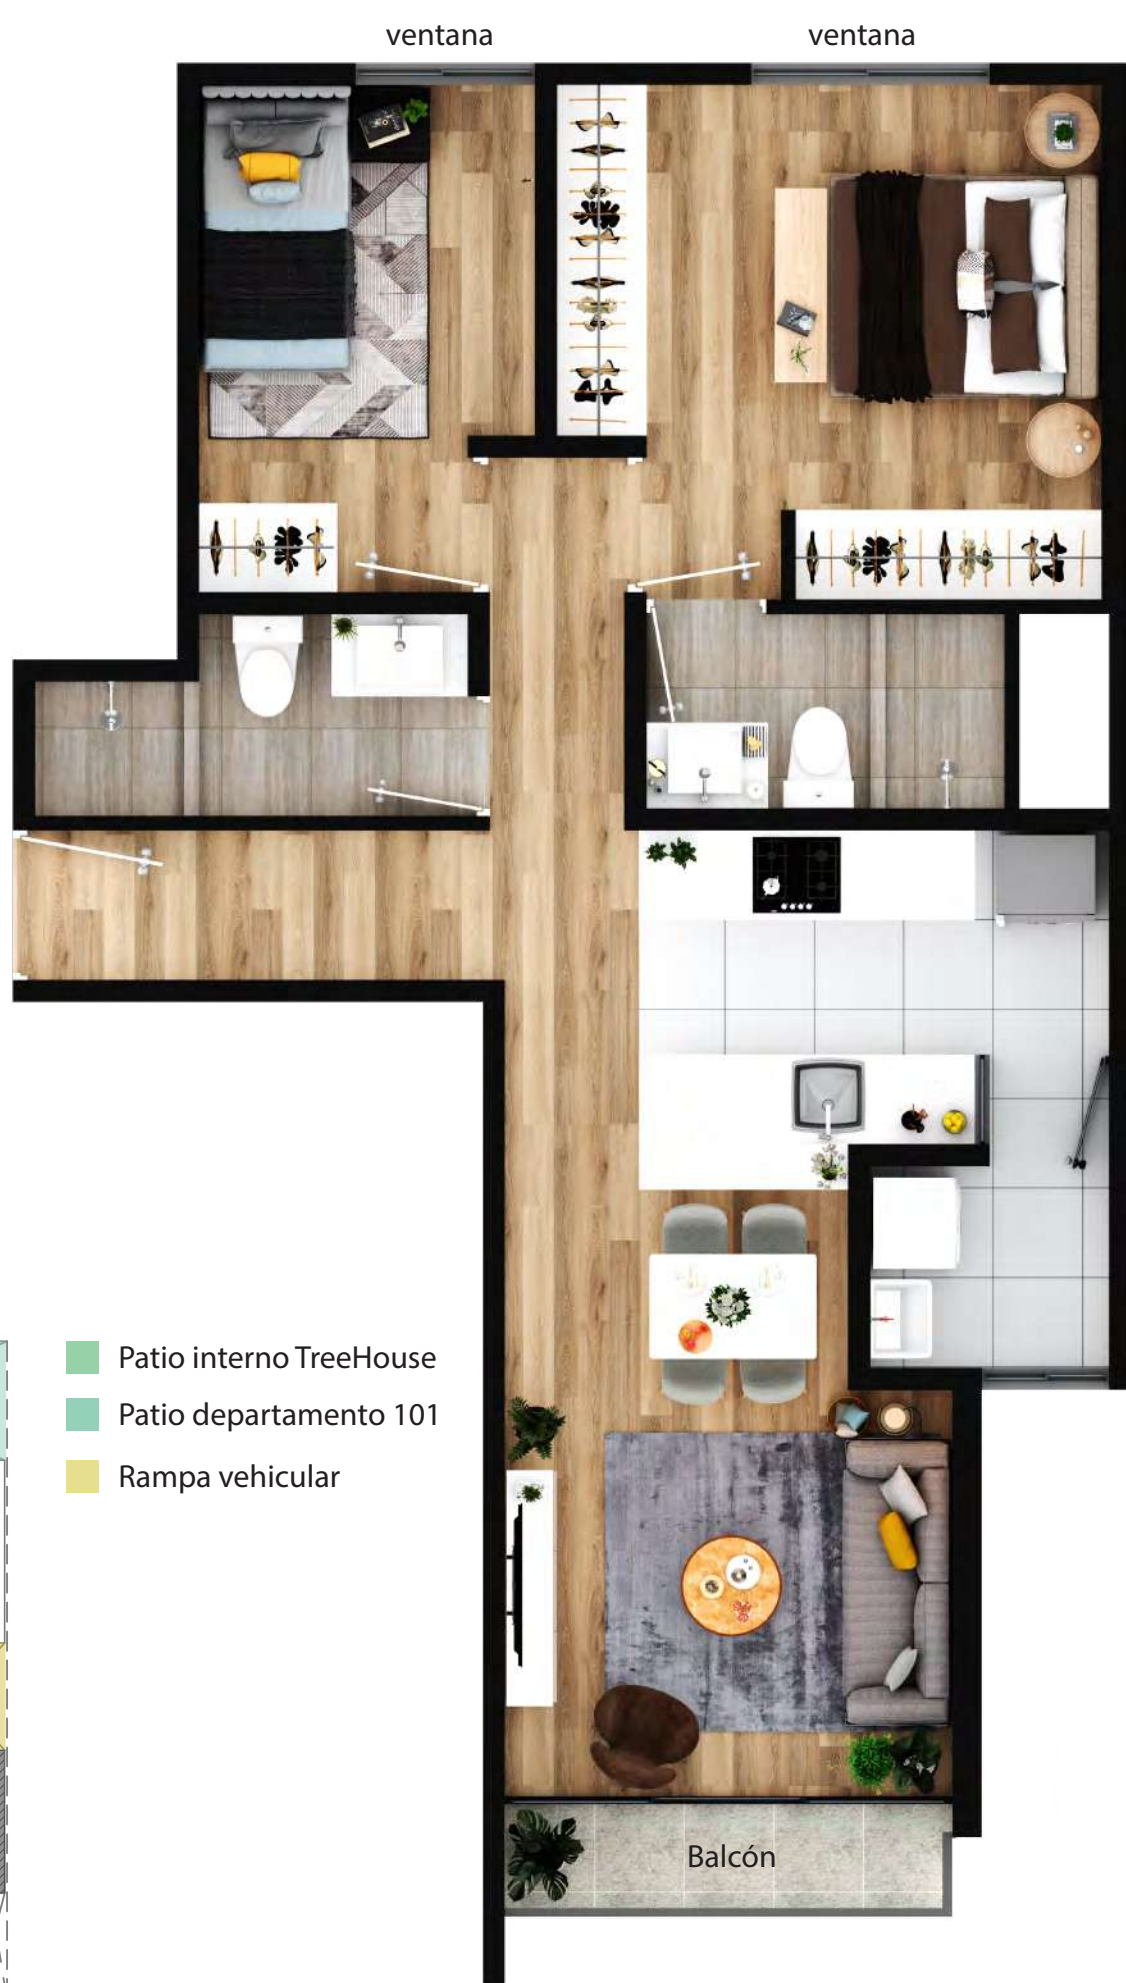 ventana
ventana
Patio interno TreeHouse
Patio departamento 101
Rampa vehicular
Balcón